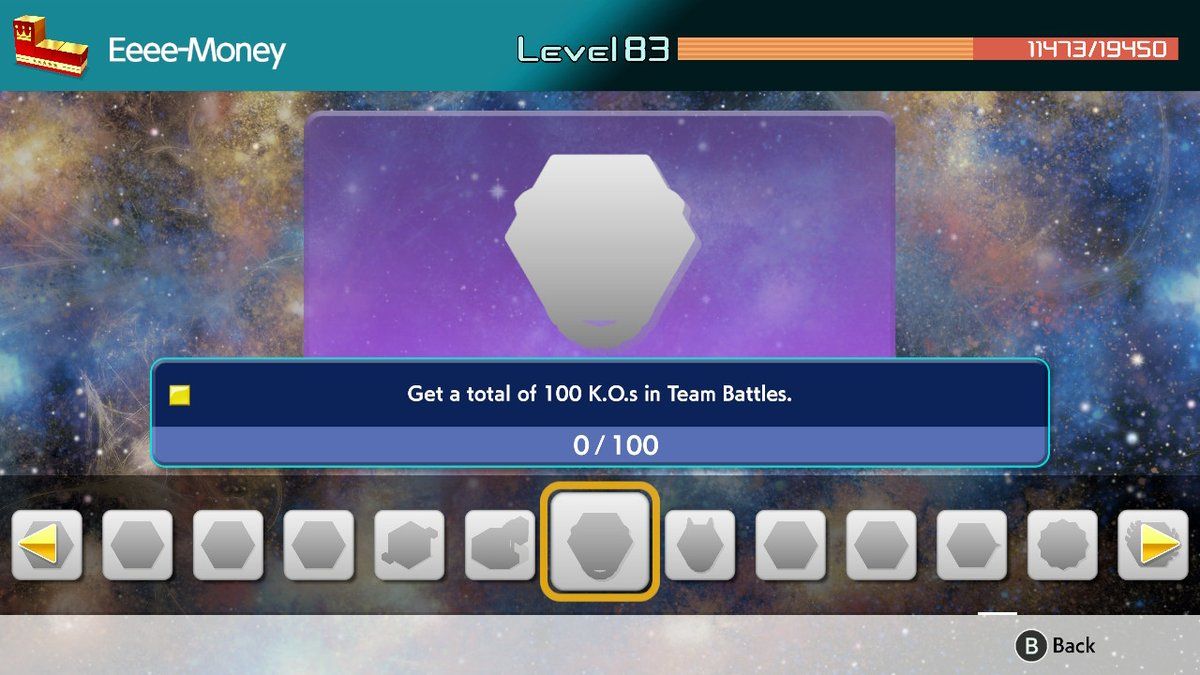 Eeee-Money
Level 83
11473/19450
Get a total of 100 K.O.s in Team Battles.
0 / 100
B Back